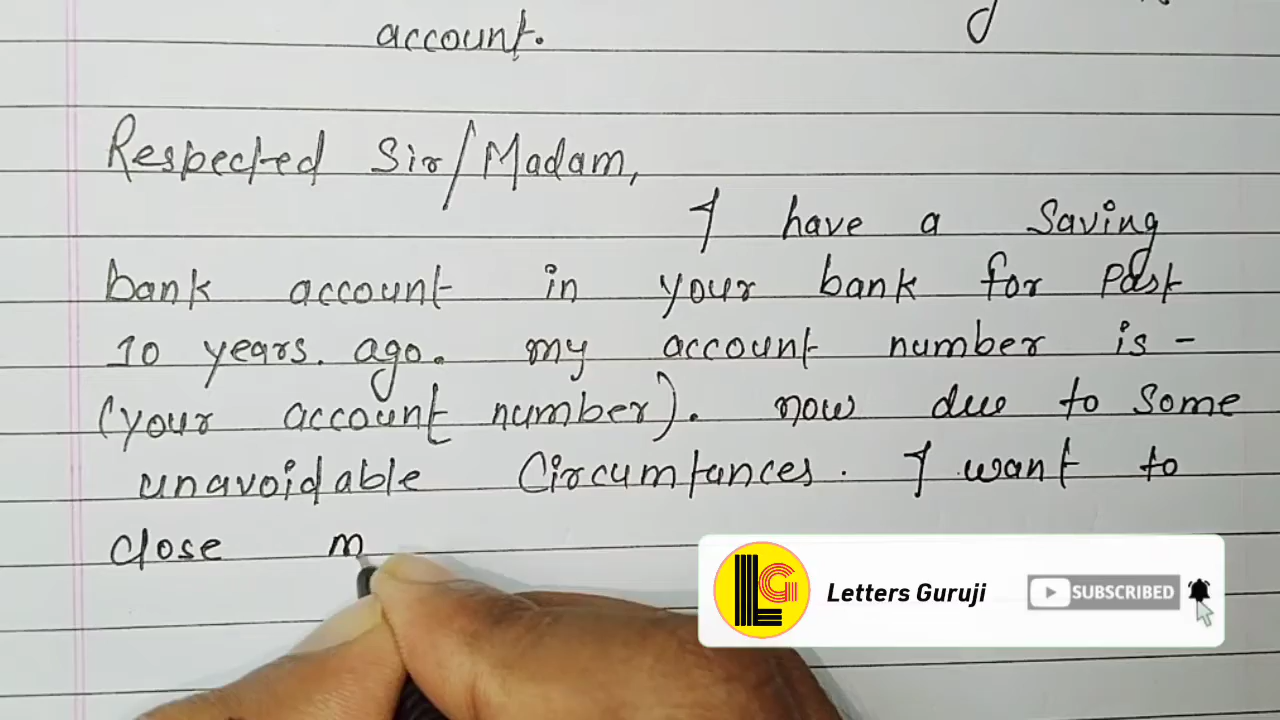 account.
Respected Sir/Madam,
I have a Saving
bank account in your bank for past
10 years. ago. my account number is -
(your account number). now due to some
unavoidable Circumtances. I want to
close m
LG
Letters Guruji
SUBSCRIBED